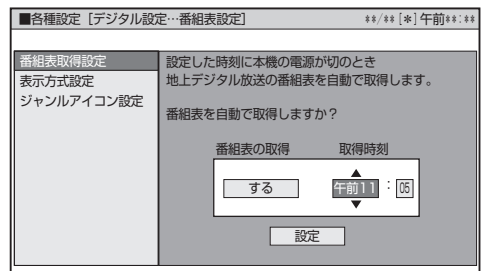 ■各種設定［デジタル設定…番組表設定］ **/**[*]午前**:**
番組表取得設定
表示方式設定
ジャンルアイコン設定
設定した時刻に本機の電源が切のとき
地上デジタル放送の番組表を自動で取得します。
番組表を自動で取得しますか？
番組表の取得 取得時刻
する 午前11 : 05
設定